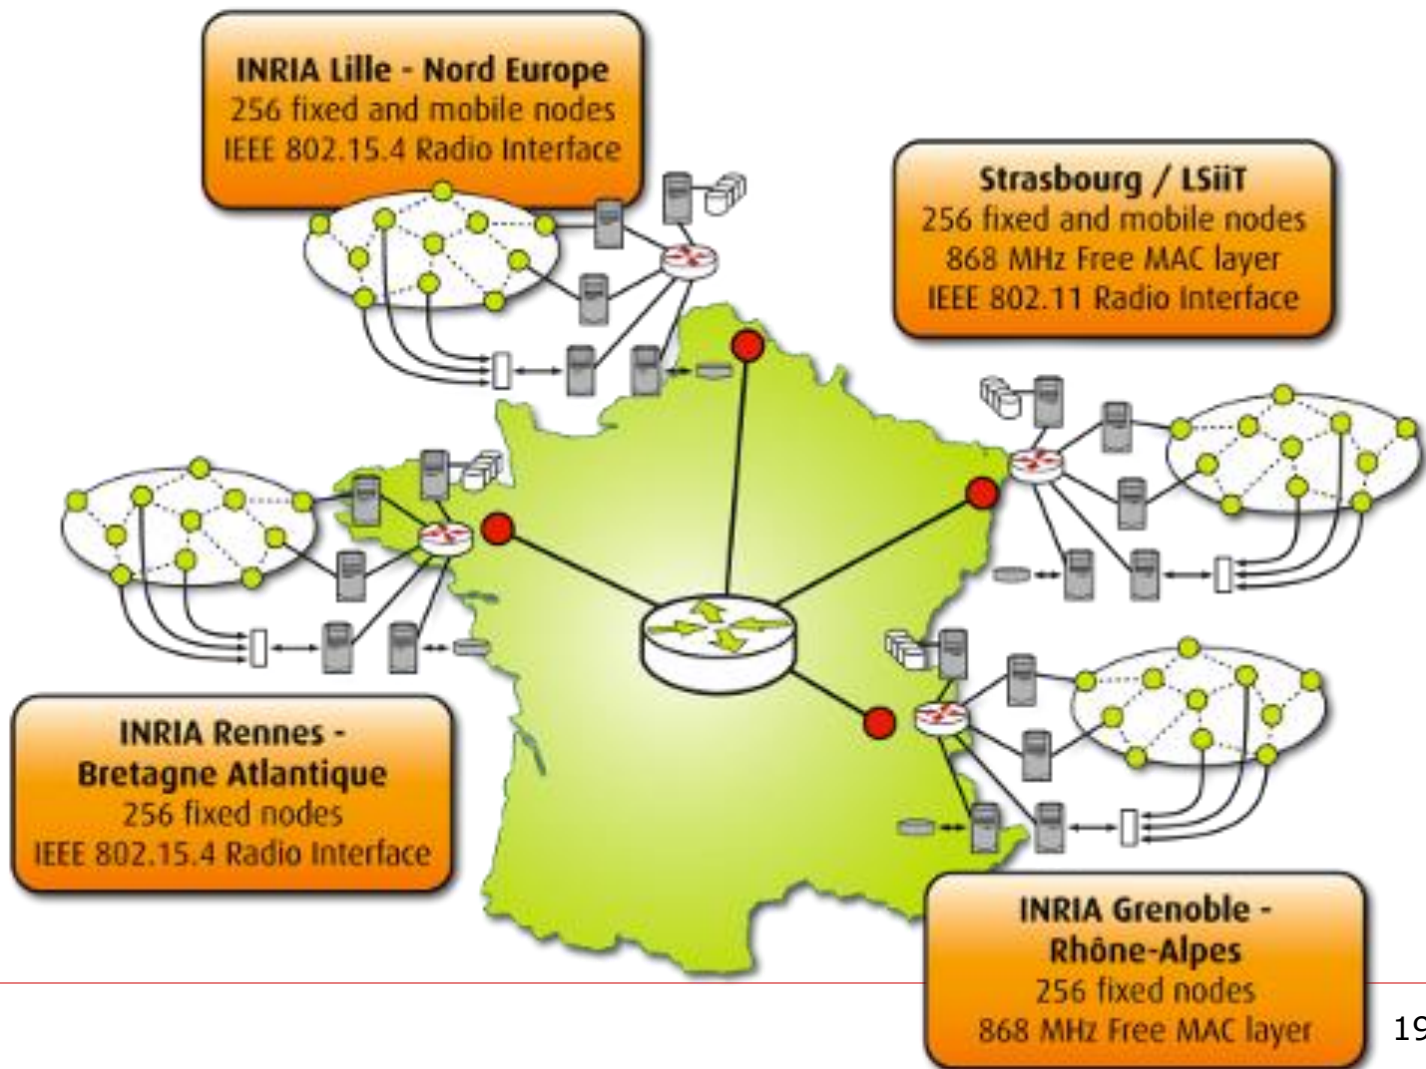 INRIA Lille - Nord Europe
256 fixed and mobile nodes
IEEE 802.15.4 Radio Interface
Strasbourg / LSiiT
256 fixed and mobile nodes
868 MHz Free MAC layer
IEEE 802.11 Radio Interface
INRIA Rennes -
Bretagne Atlantique
256 fixed nodes
IEEE 802.15.4 Radio Interface
INRIA Grenoble -
Rhône-Alpes
256 fixed nodes
868 MHz Free MAC layer
19